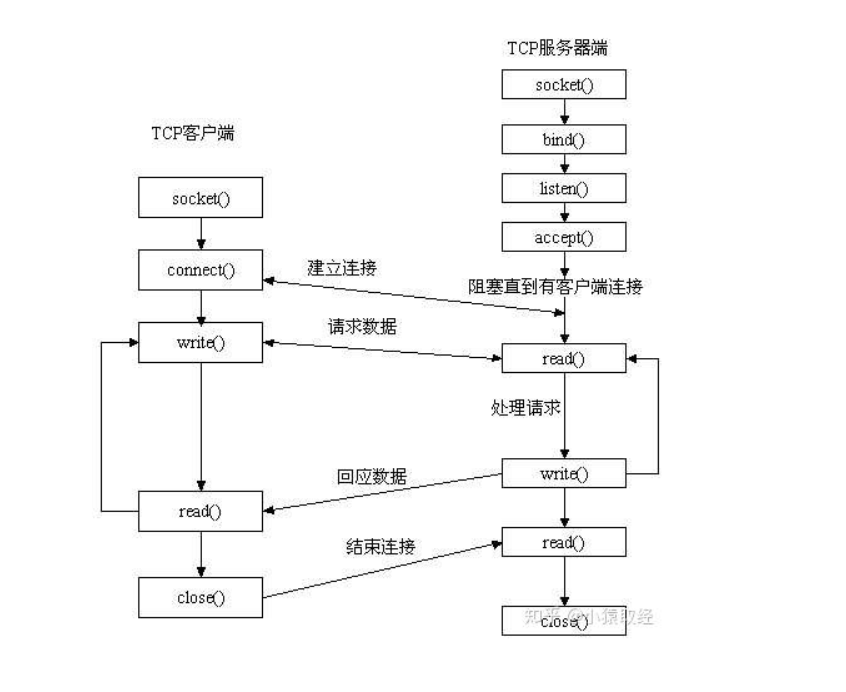 TCP服务器端
socket()
bind()
listen()
accept()
阻塞直到有客户端连接
read()
处理请求
write()
read()
close()
TCP客户端
socket()
connect()
write()
read()
close()
建立连接
请求数据
回应数据
结束连接
知乎 @小猿取经